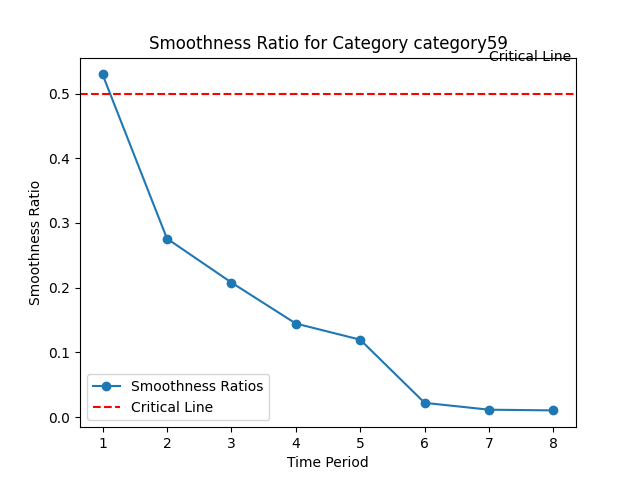 Smoothness Ratio for Category category59
Critical Line
0.5
0.4
0.3
0.2
0.1
0.0
Smoothness Ratio
Smoothness Ratios
Critical Line
1 2 3 4 5 6 7 8
Time Period